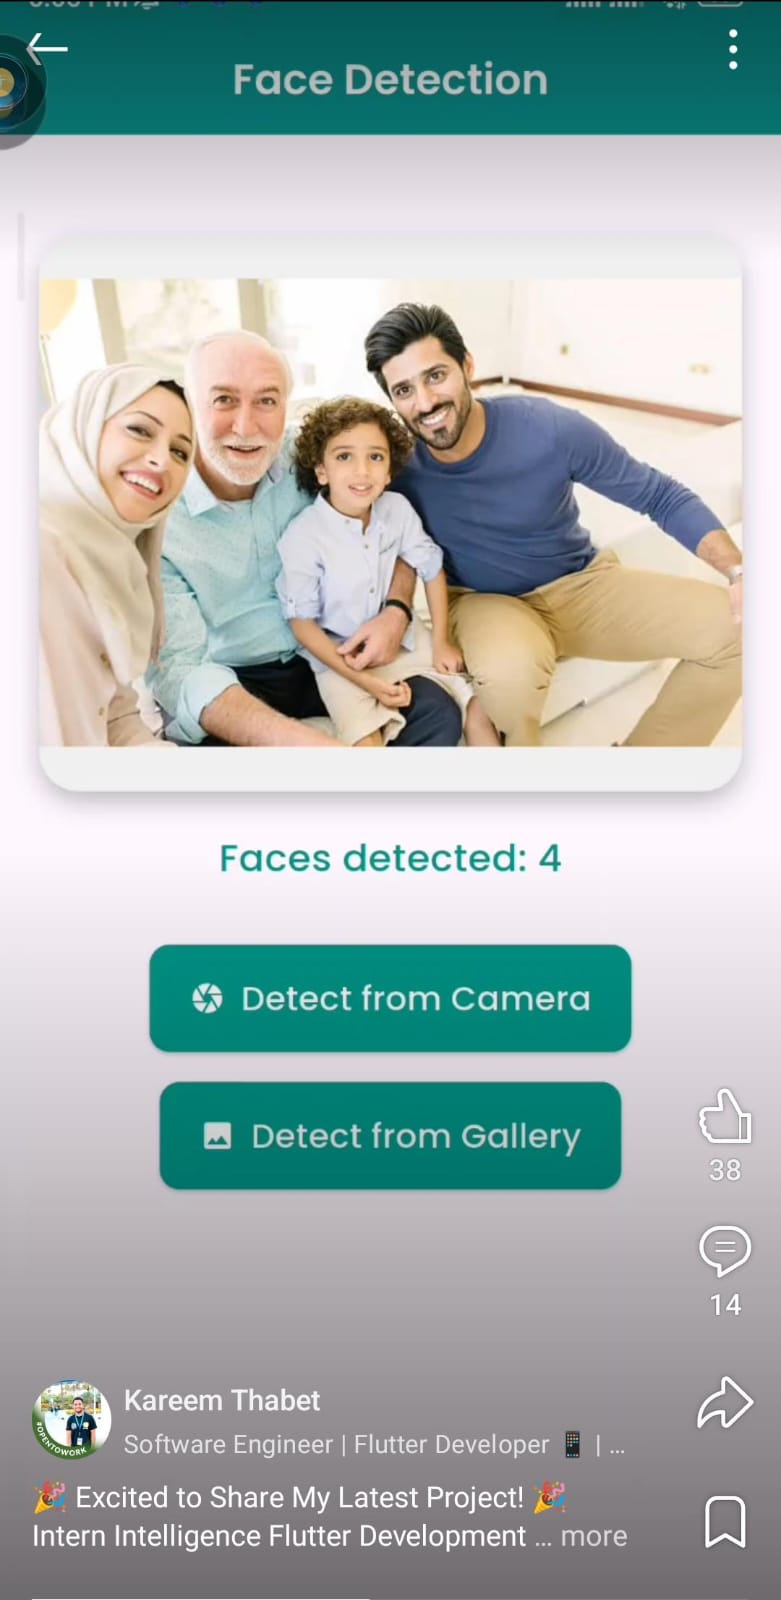 Face Detection
Faces detected: 4
Detect from Camera
Detect from Gallery
38
14
Kareem Thabet
Software Engineer | Flutter Developer 📱 | ...
#OPENTOWORK
🎉 Excited to Share My Latest Project! 🎉
Intern Intelligence Flutter Development ... more